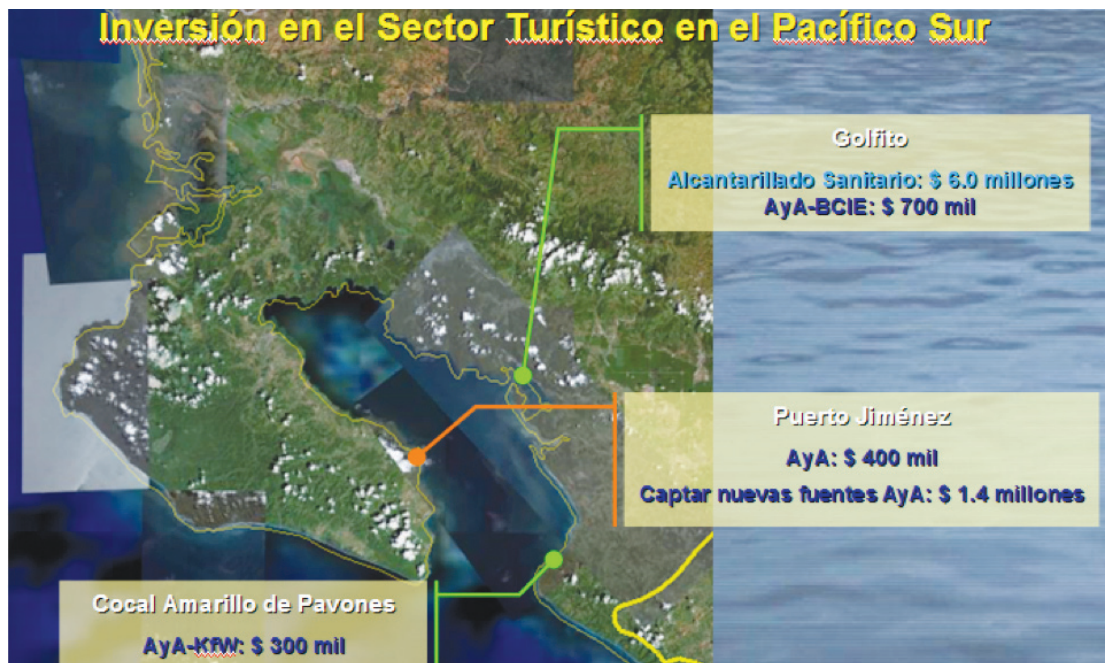 Inversión en el Sector Turístico en el Pacífico Sur
Golfito
Alcantarillado Sanitario: $ 6.0 millones
AyA-BCIE: $ 700 mil
Puerto Jiménez
AyA: $ 400 mil
Captar nuevas fuentes AyA: $ 1.4 millones
Cocal Amarillo de Pavones
AyA-KfW: $ 300 mil